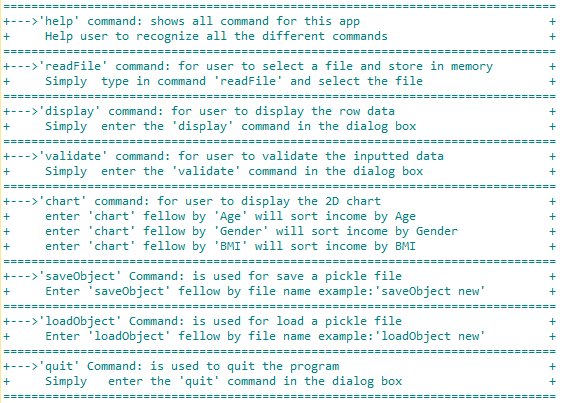 ================================================================================
+--->'help' command: shows all command for this app +
+ Help user to recognize all the different commands +
================================================================================
+--->'readFile' command: for user to select a file and store in memory +
+ Simply  type in command 'readFile' and select the file +
================================================================================
+--->'display' command: for user to display the row data +
+ Simply  enter the 'display' command in the dialog box +
================================================================================
+--->'validate' command: for user to validate the inputted data +
+ Simply  enter the 'validate' command in the dialog box +
================================================================================
+--->'chart' command: for user to display the 2D chart +
+ enter 'chart' fellow by 'Age' will sort income by Age +
+ enter 'chart' fellow by 'Gender' will sort income by Gender +
+ enter 'chart' fellow by 'BMI' will sort income by BMI +
================================================================================
+--->'saveObject' Command: is used for save a pickle file +
+ Enter 'saveObject' fellow by file name example:'saveObject new' +
================================================================================
+--->'loadObject' Command: is used for load a pickle file +
+ Enter 'loadObject' fellow by file name example:'loadObject new' +
================================================================================
+--->'quit' Command: is used to quit the program +
+ Simply   enter the 'quit' command in the dialog box +
================================================================================